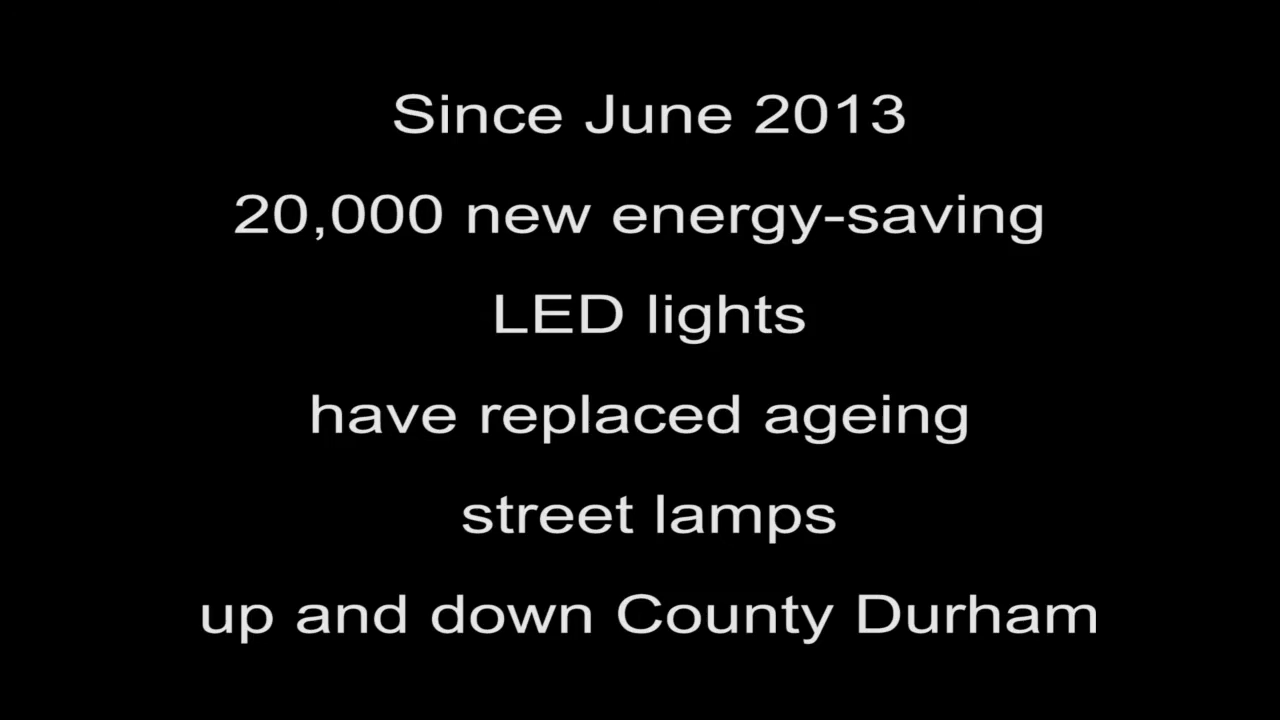 Since June 2013
20,000 new energy-saving
LED lights
have replaced ageing
street lamps
up and down County Durham